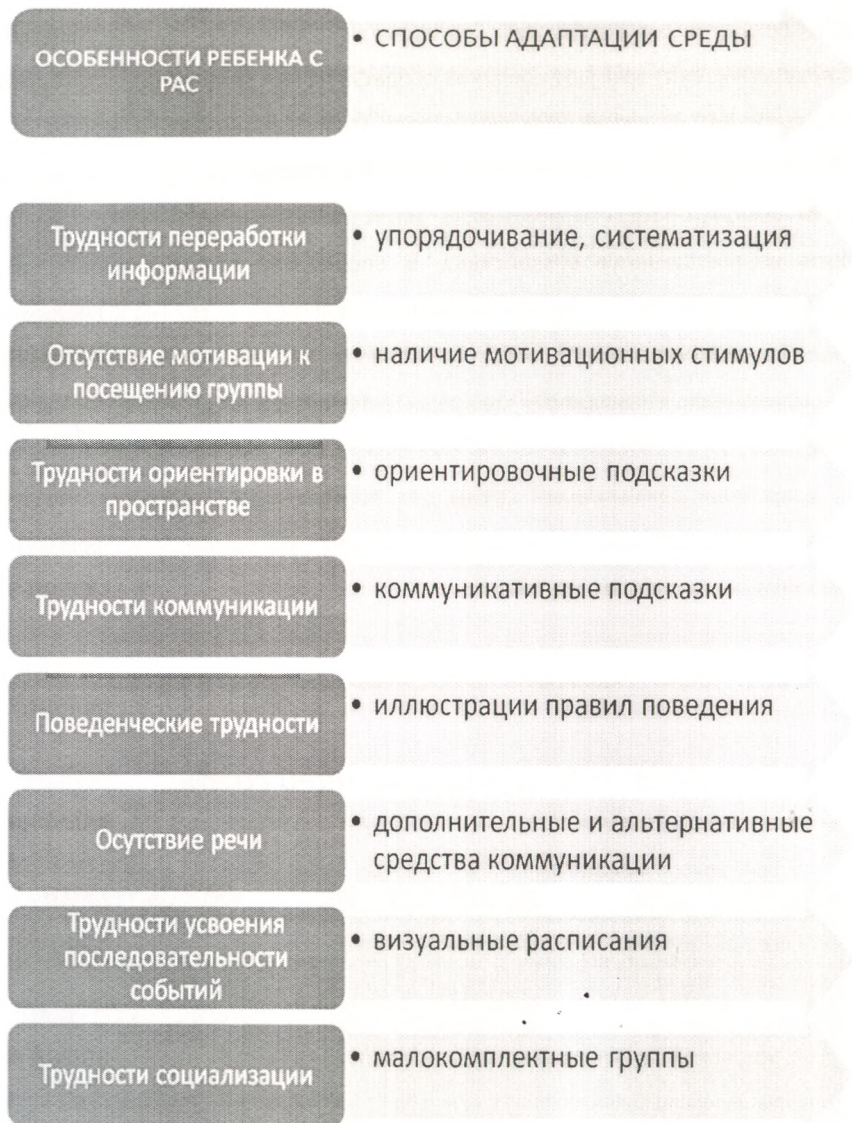 ОСОБЕННОСТИ РЕБЕНКА С
РАС
• СПОСОБЫ АДАПТАЦИИ СРЕДЫ
Трудности переработки
информации
• упорядочивание, систематизация
Отсутствие мотивации к
посещению группы
• наличие мотивационных стимулов
Трудности ориентировки в
пространстве
• ориентировочные подсказки
Трудности коммуникации
• коммуникативные подсказки
Поведенческие трудности
• иллюстрации правил поведения
Осутствие речи
• дополнительные и альтернативные
средства коммуникации
Трудности усвоения
последовательности
событий
• визуальные расписания
Трудности социализации
• малокомплектные группы